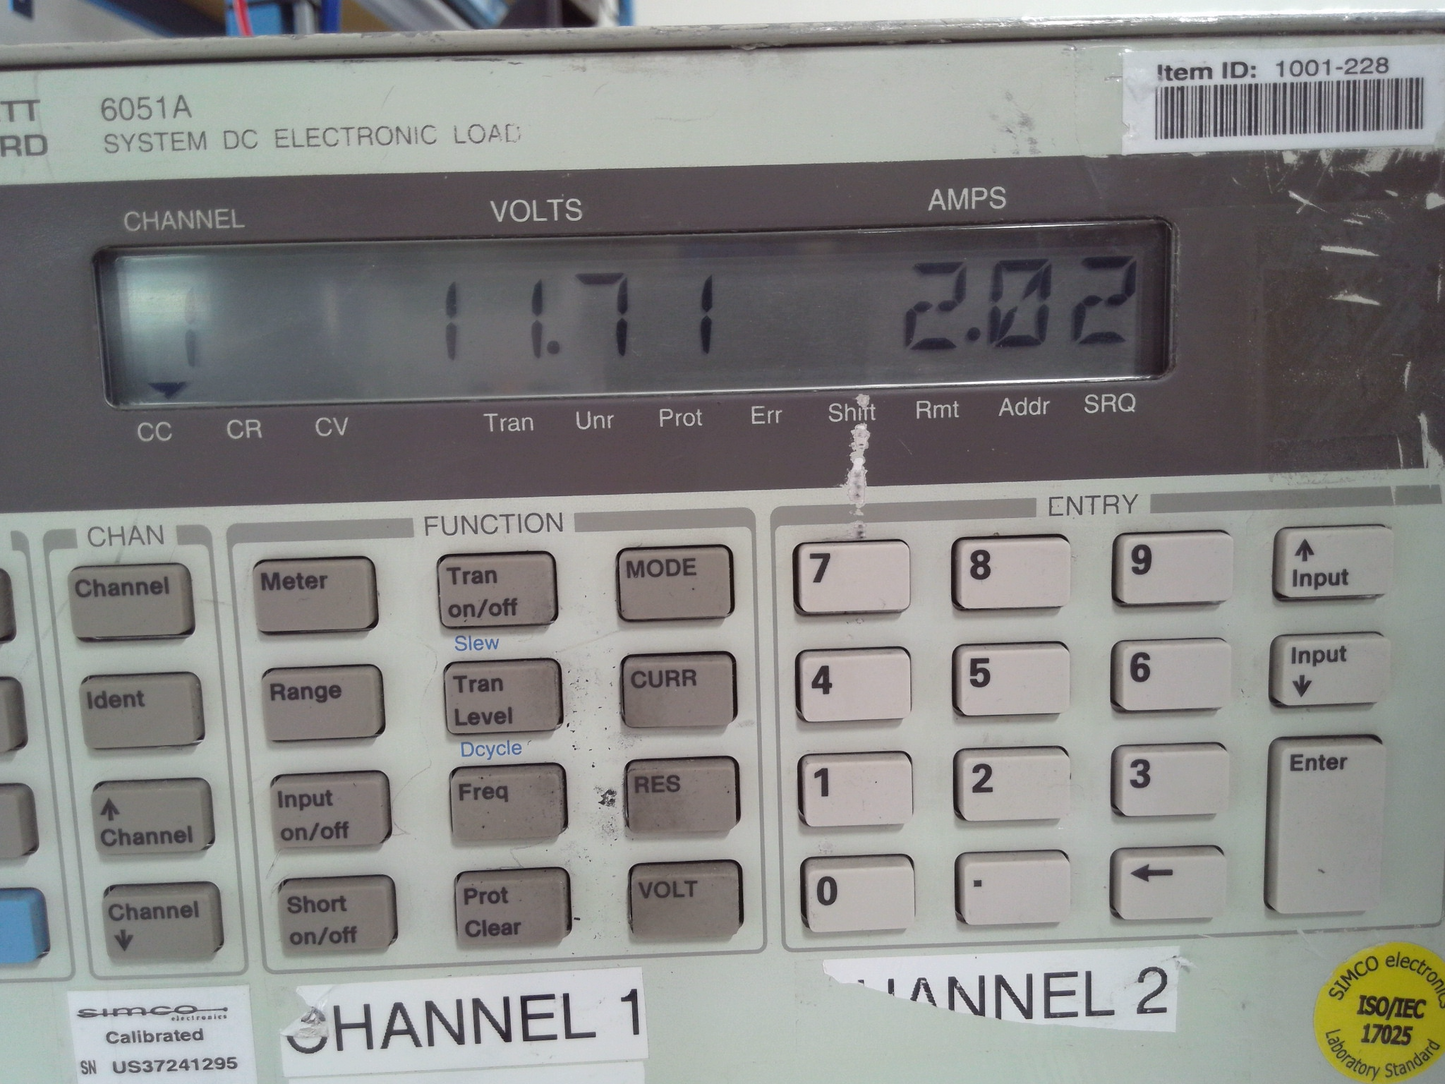 TT
RD
6051A
SYSTEM DC ELECTRONIC LOAD
Item ID: 1001-228
CHANNEL VOLTS AMPS
1 11.71 2.02
CC CR CV Tran Unr Prot Err Shift Rmt Addr SRQ
CHAN
Channel
Ident
↑
Channel
Channel
↓
FUNCTION
Meter
Tran
on/off
MODE
Slew
Range
Tran
Level
CURR
Dcycle
Input
on/off
Freq
RES
Short
on/off
Prot
Clear
VOLT
ENTRY
7 8 9
↑
Input
4 5 6
Input
↓
1 2 3 Enter
0 . ←
SIMCO
electronics
Calibrated
SN US37241295
CHANNEL 1
HANNEL 2
SIMCO electronics
ISO/IEC
17025
Laboratory Standard